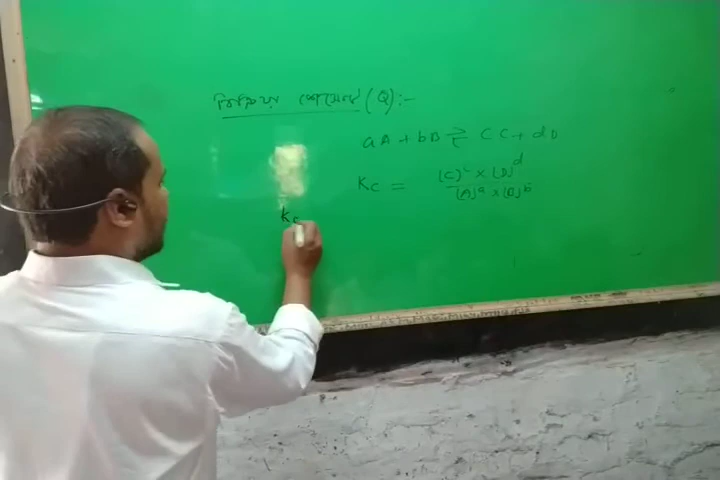 বিক্রিয়ার কোশেন্ট (Q) :-
aA + bB ⇌ cC + dD
Kc = [C]^c × [D]^d / [A]^a × [B]^b
Kc